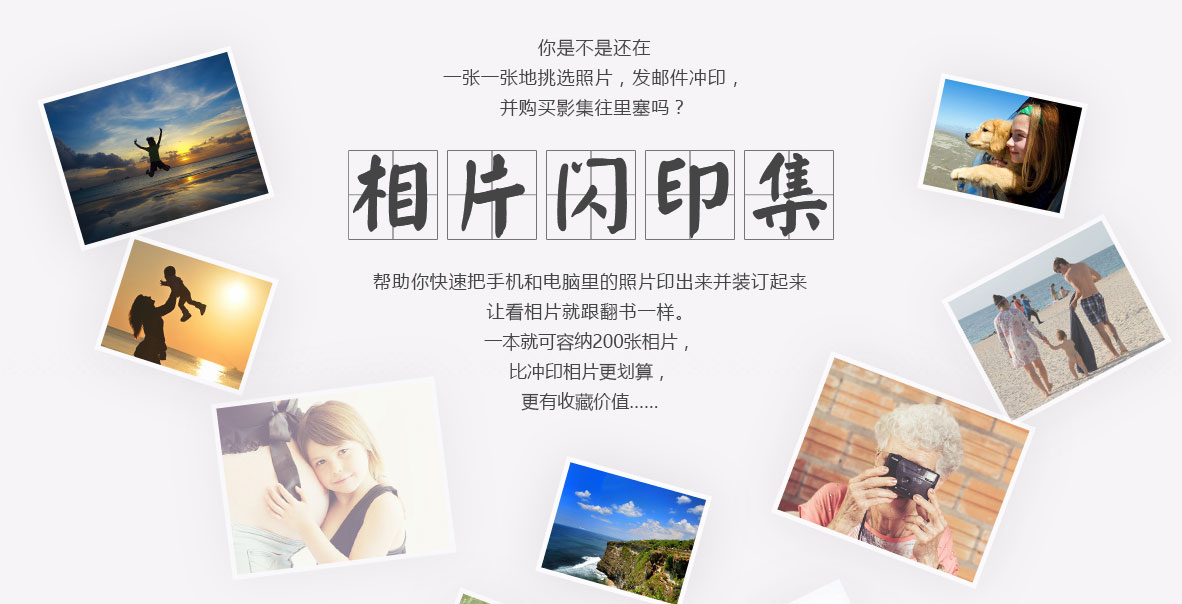 你是不是还在
一张一张地挑选照片，发邮件冲印，
并购买影集往里塞吗？
相片闪印集
帮助你快速把手机和电脑里的照片印出来并装订起来
让看相片就跟翻书一样。
一本就可容纳200张相片，
比冲印相片更划算，
更有收藏价值……